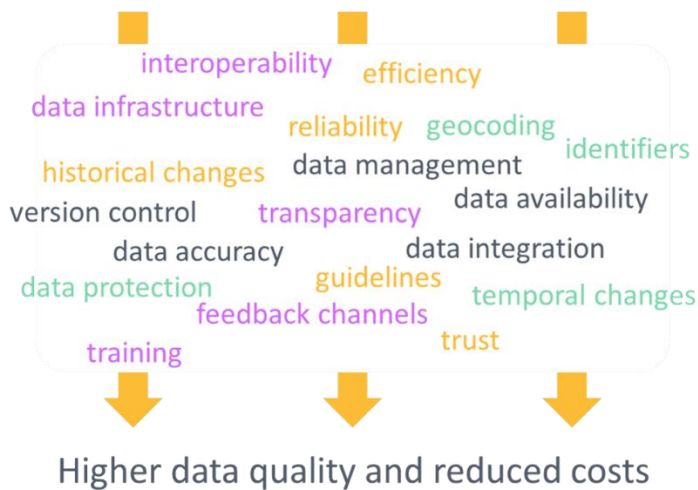 interoperability
efficiency
data infrastructure
reliability
geocoding
identifiers
historical changes
data management
version control
transparency
data availability
data accuracy
data integration
data protection
guidelines
temporal changes
feedback channels
training
trust
Higher data quality and reduced costs